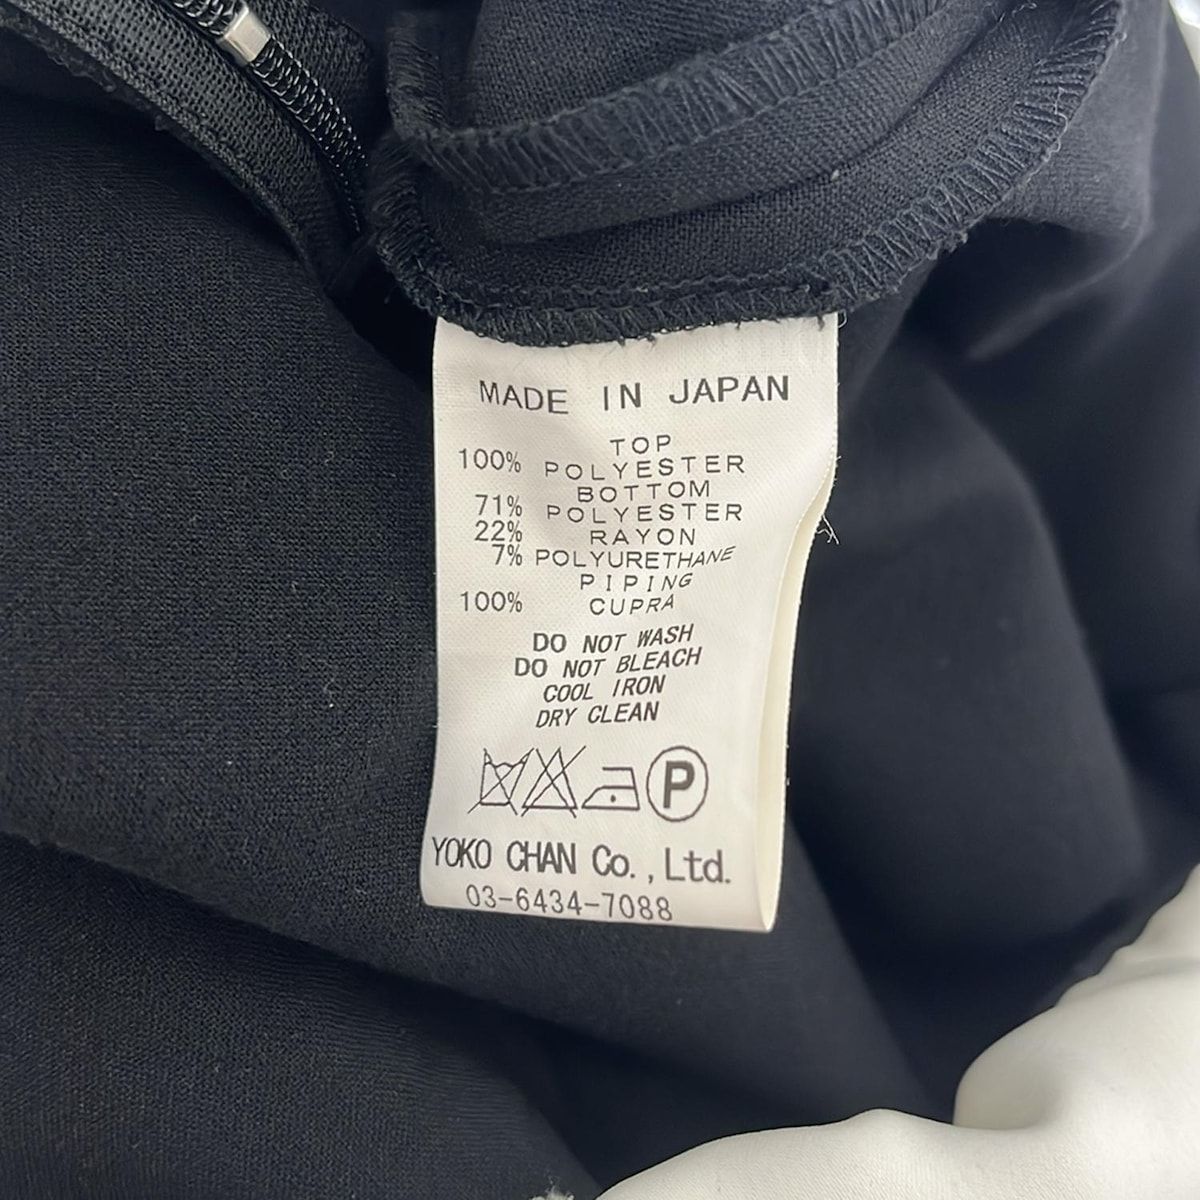 MADE IN JAPAN
TOP
100% POLYESTER
BOTTOM
71% POLYESTER
22% RAYON
7% POLYURETHANE
PIPING
100% CUPRA
DO NOT WASH
DO NOT BLEACH
COOL IRON
DRY CLEAN
P
YOKO CHAN Co., Ltd.
03-6434-7088